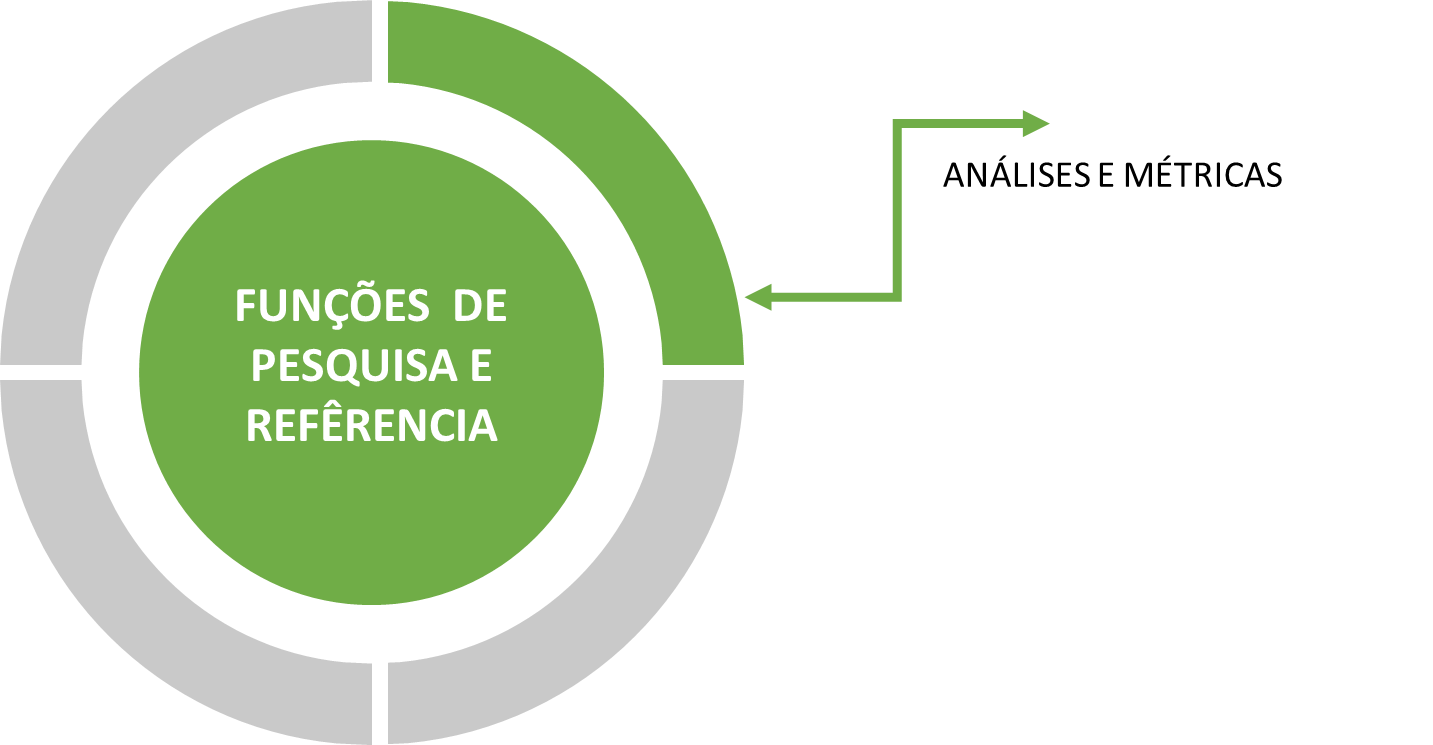 FUNÇÕES  DE
PESQUISA E
REFÊRENCIA
ANÁLISES E MÉTRICAS